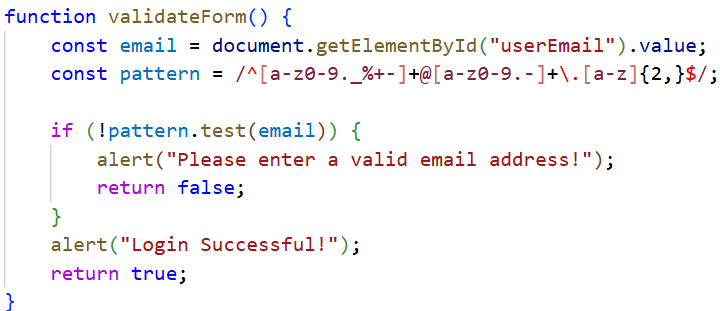 function validateForm() {
    const email = document.getElementById("userEmail").value;
    const pattern = /^[a-z0-9._%+-]+@[a-z0-9.-]+\.[a-z]{2,}$/;

    if (!pattern.test(email)) {
        alert("Please enter a valid email address!");
        return false;
    }
    alert("Login Successful!");
    return true;
}